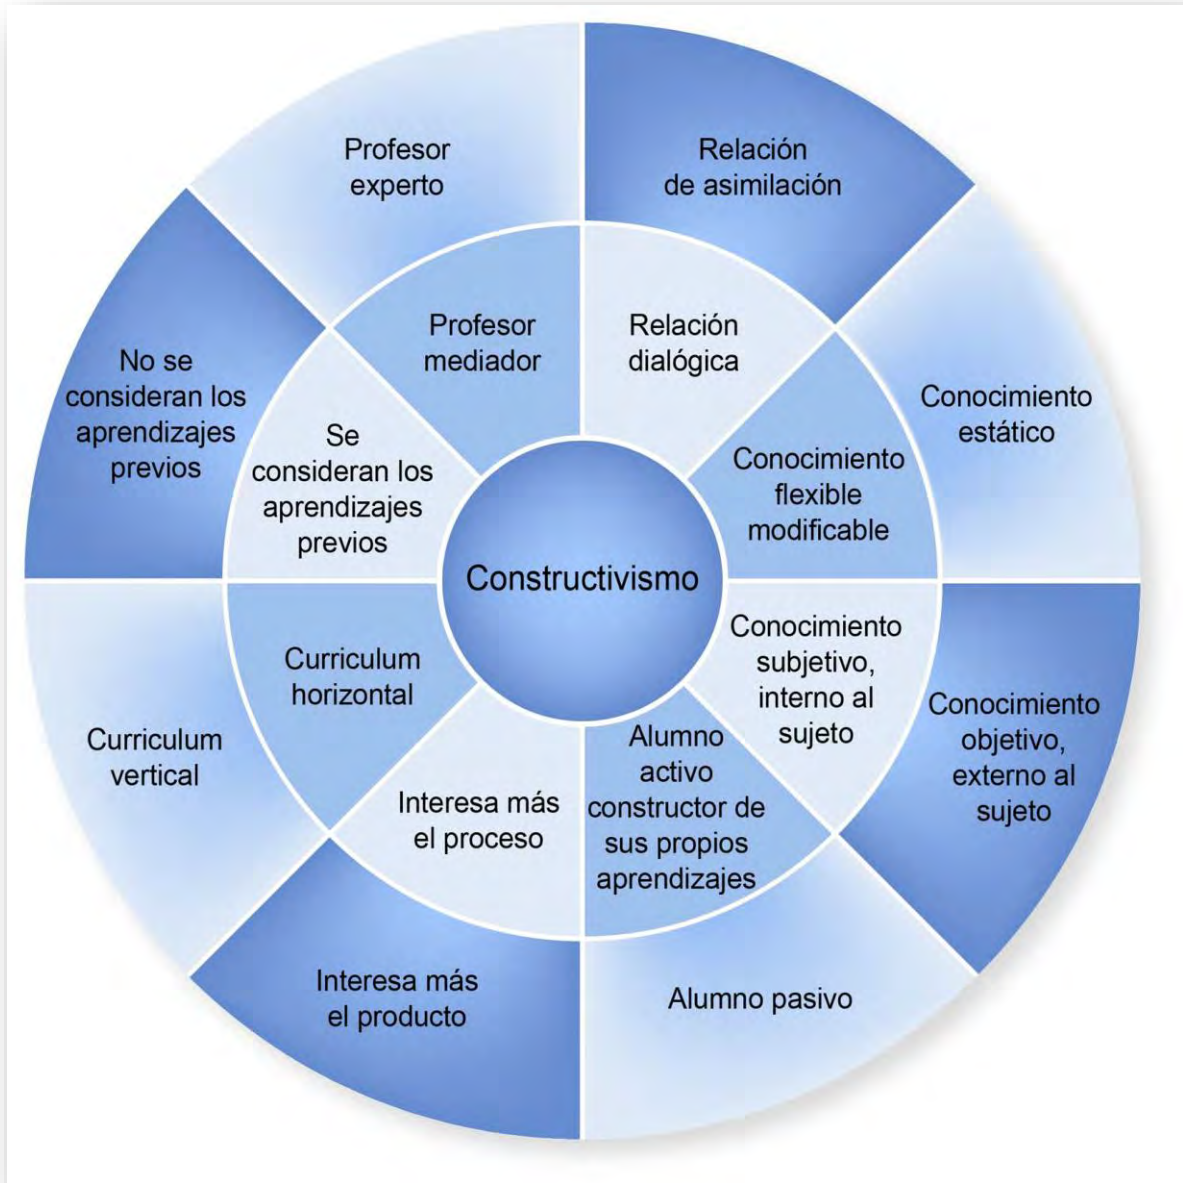 Profesor
experto
Relación
de asimilación
Conocimiento
estático
Conocimiento
objetivo,
externo al
sujeto
Alumno pasivo
Interesa más
el producto
Curriculum
vertical
No se
consideran los
aprendizajes
previos
Profesor
mediador
Relación
dialógica
Conocimiento
flexible
modificable
Conocimiento
subjetivo,
interno al
sujeto
Alumno
activo
constructor de
sus propios
aprendizajes
Interesa más
el proceso
Curriculum
horizontal
Se
consideran los
aprendizajes
previos
Constructivismo